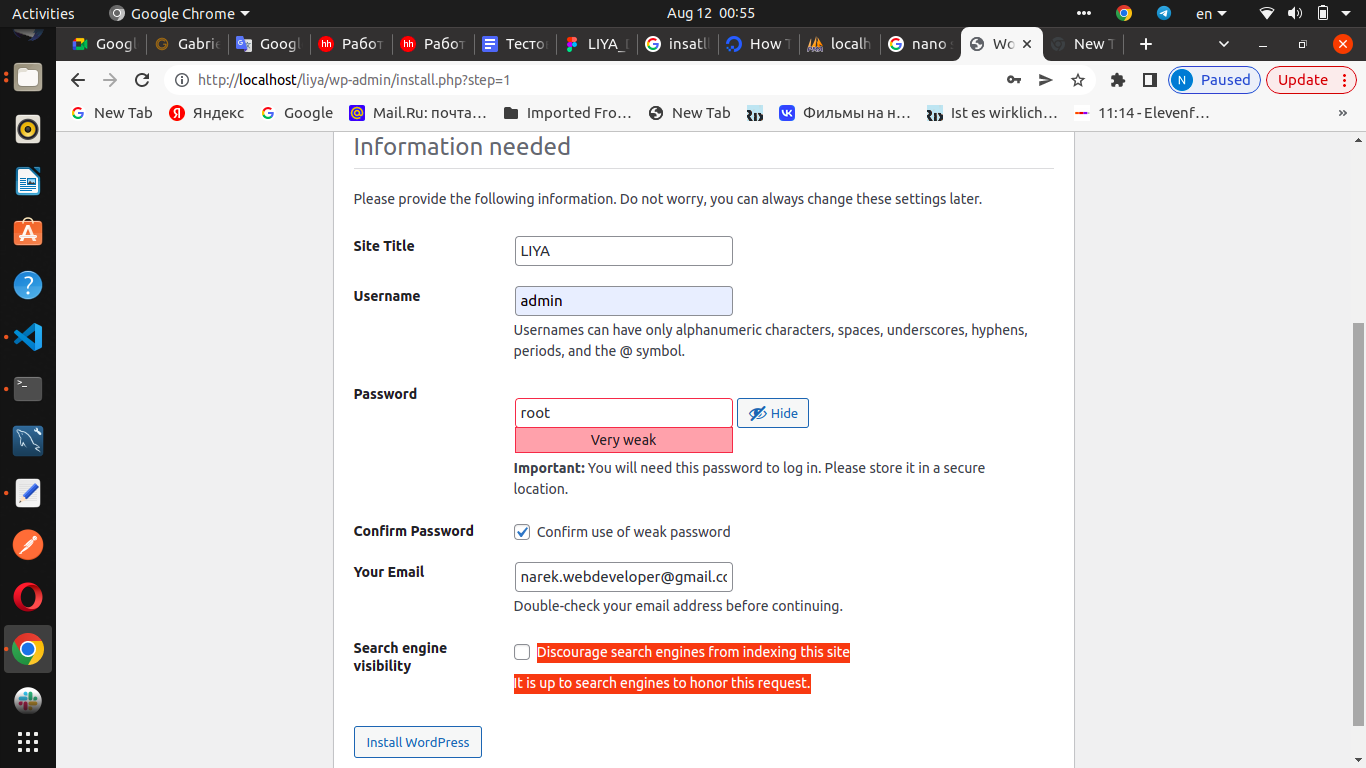 Activities
Google Chrome
Aug 12 00:55
en
Googl
Gabrie
Googl
hh
Работ
hh
Работ
Тесто
LIYA_
insatll
How T
localh
nano s
Wo
New T
http://localhost/liya/wp-admin/install.php?step=1
N
Paused
Update
New Tab
Яндекс
Google
Mail.Ru: почта…
Imported Fro…
New Tab
Фильмы на н…
Ist es wirklich…
11:14 - Elevenf…
»
Information needed
Please provide the following information. Do not worry, you can always change these settings later.
Site Title
LIYA
Username
admin
Usernames can have only alphanumeric characters, spaces, underscores, hyphens,
periods, and the @ symbol.
Password
root
Hide
Very weak
Important: You will need this password to log in. Please store it in a secure
location.
Confirm Password
Confirm use of weak password
Your Email
narek.webdeveloper@gmail.cc
Double-check your email address before continuing.
Search engine
visibility
Discourage search engines from indexing this site
It is up to search engines to honor this request.
Install WordPress